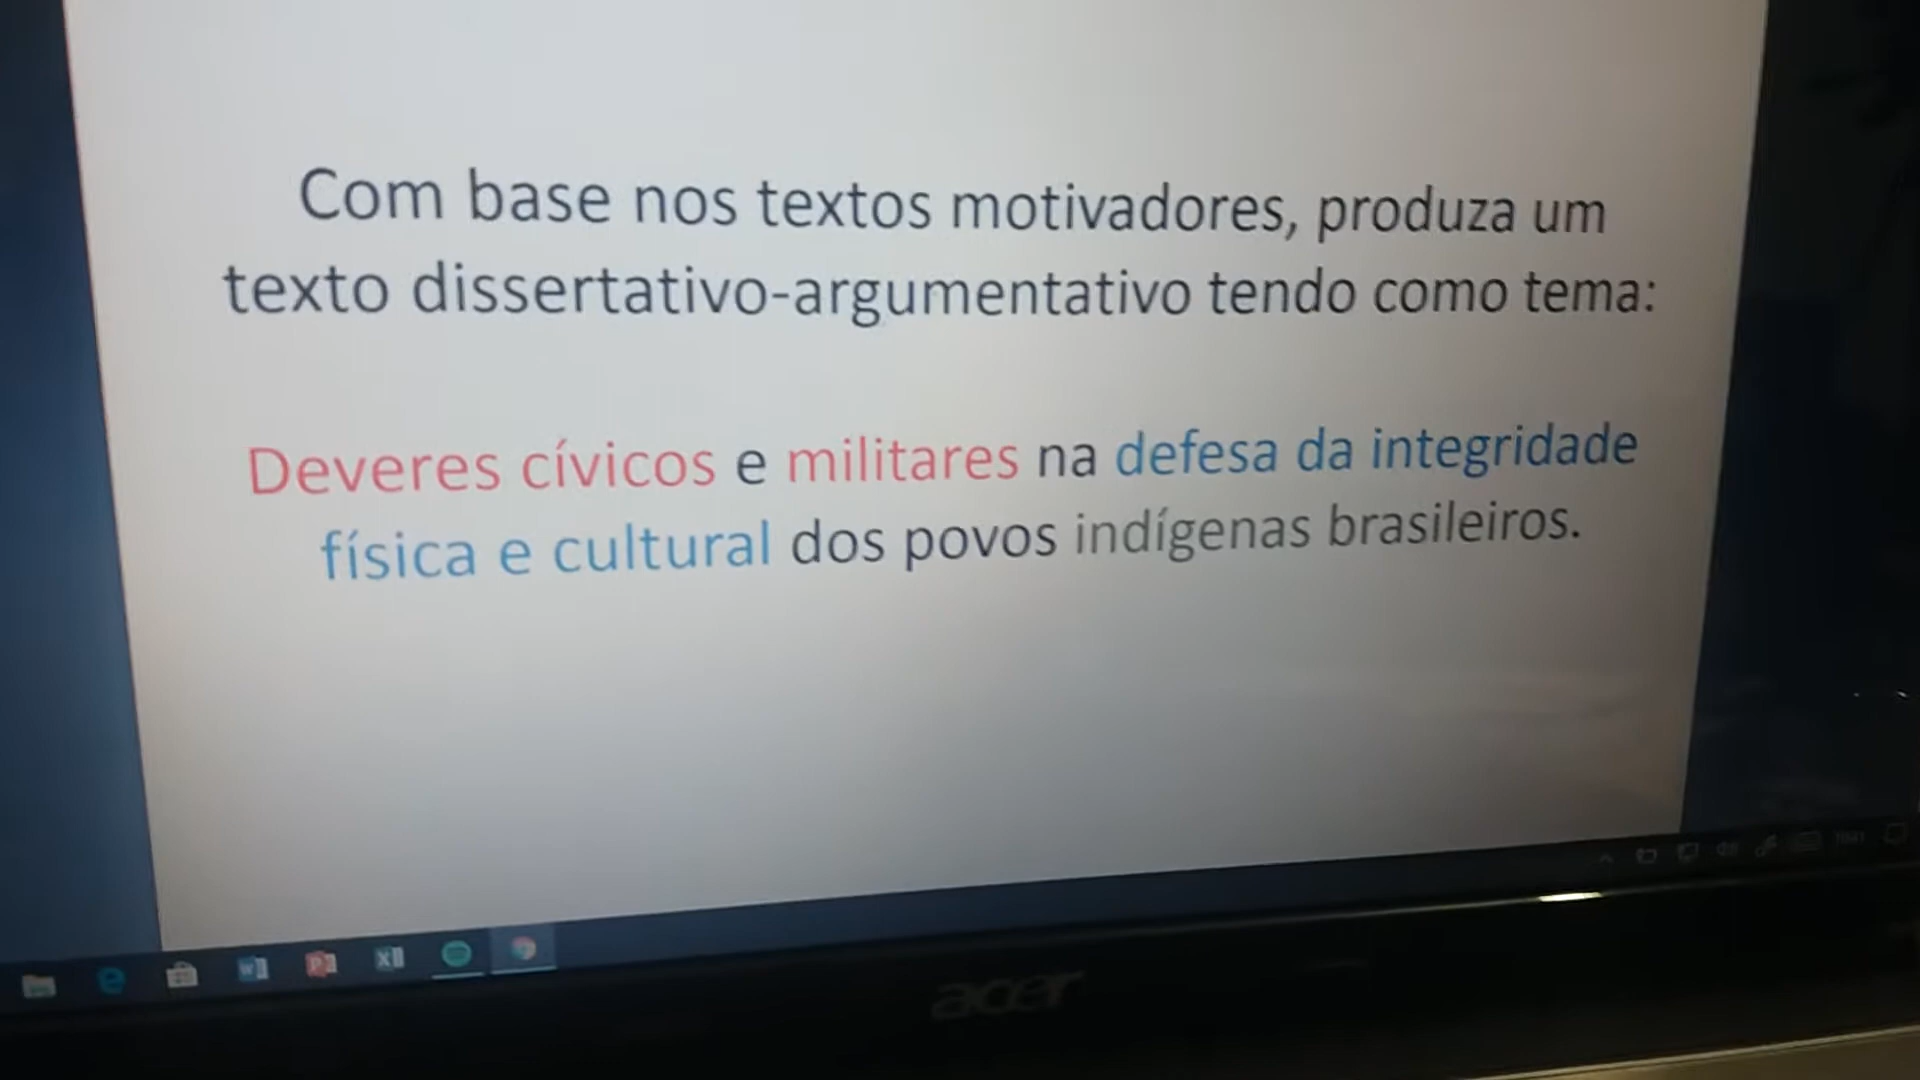 Com base nos textos motivadores, produza um
texto dissertativo-argumentativo tendo como tema:
Deveres cívicos e militares na defesa da integridade
física e cultural dos povos indígenas brasileiros.
acer